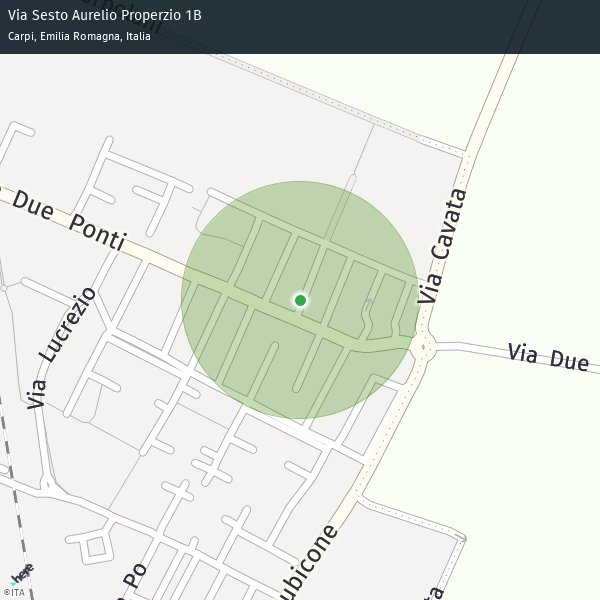 Via Sesto Aurelio Properzio 1B
Carpi, Emilia Romagna, Italia
Due Ponti
Via Cavata
Via Lucrezio
Via Due
ubicone
Po
ta
here
©ITA